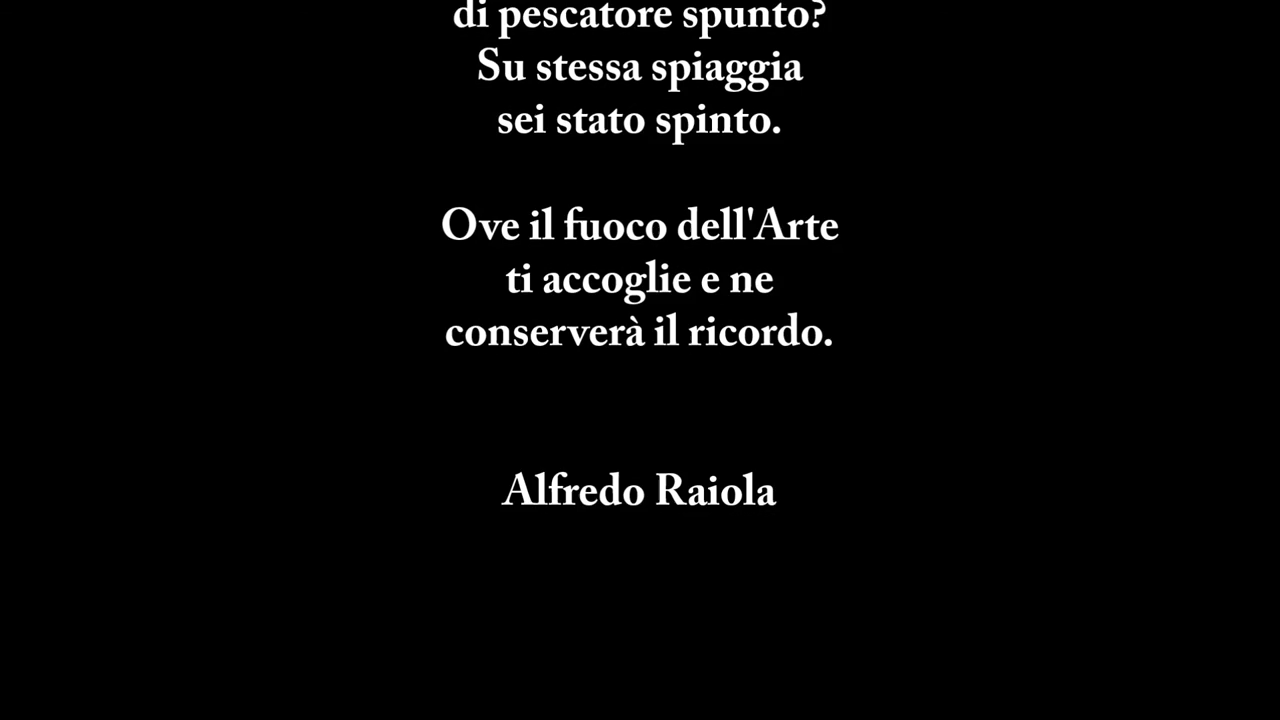 di pescatore spunto?
Su stessa spiaggia
sei stato spinto.
Ove il fuoco dell'Arte
ti accoglie e ne
conserverà il ricordo.
Alfredo Raiola